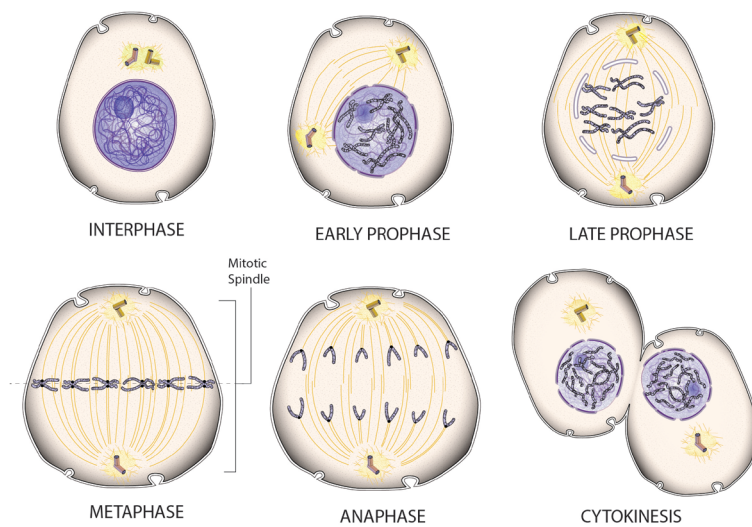 INTERPHASE
EARLY PROPHASE
LATE PROPHASE
Mitotic
Spindle
METAPHASE
ANAPHASE
CYTOKINESIS